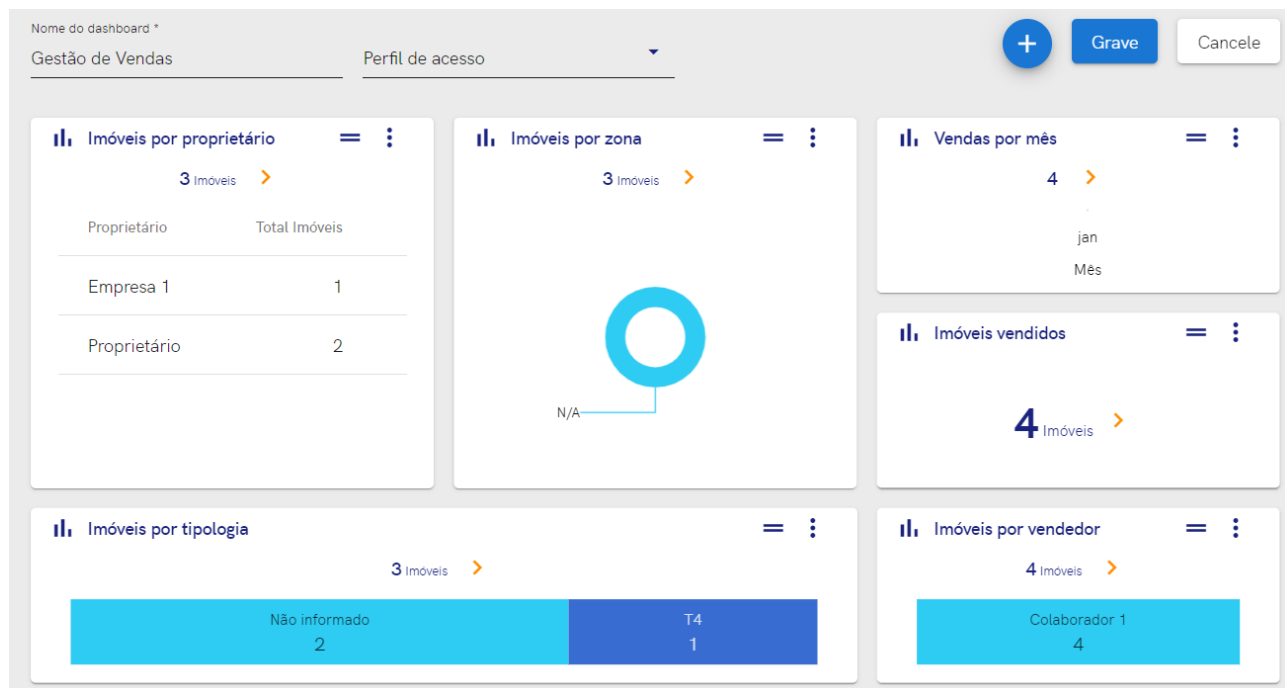 Nome do dashboard *
Gestão de Vendas
Perfil de acesso
+
Grave
Cancele
Imóveis por proprietário
3 Imóveis
Proprietário Total Imóveis
Empresa 1 1
Proprietário 2
Imóveis por zona
3 Imóveis
N/A
Vendas por mês
4
jan
Mês
Imóveis vendidos
4 Imóveis
Imóveis por tipologia
3 Imóveis
Não informado
2
T4
1
Imóveis por vendedor
4 Imóveis
Colaborador 1
4